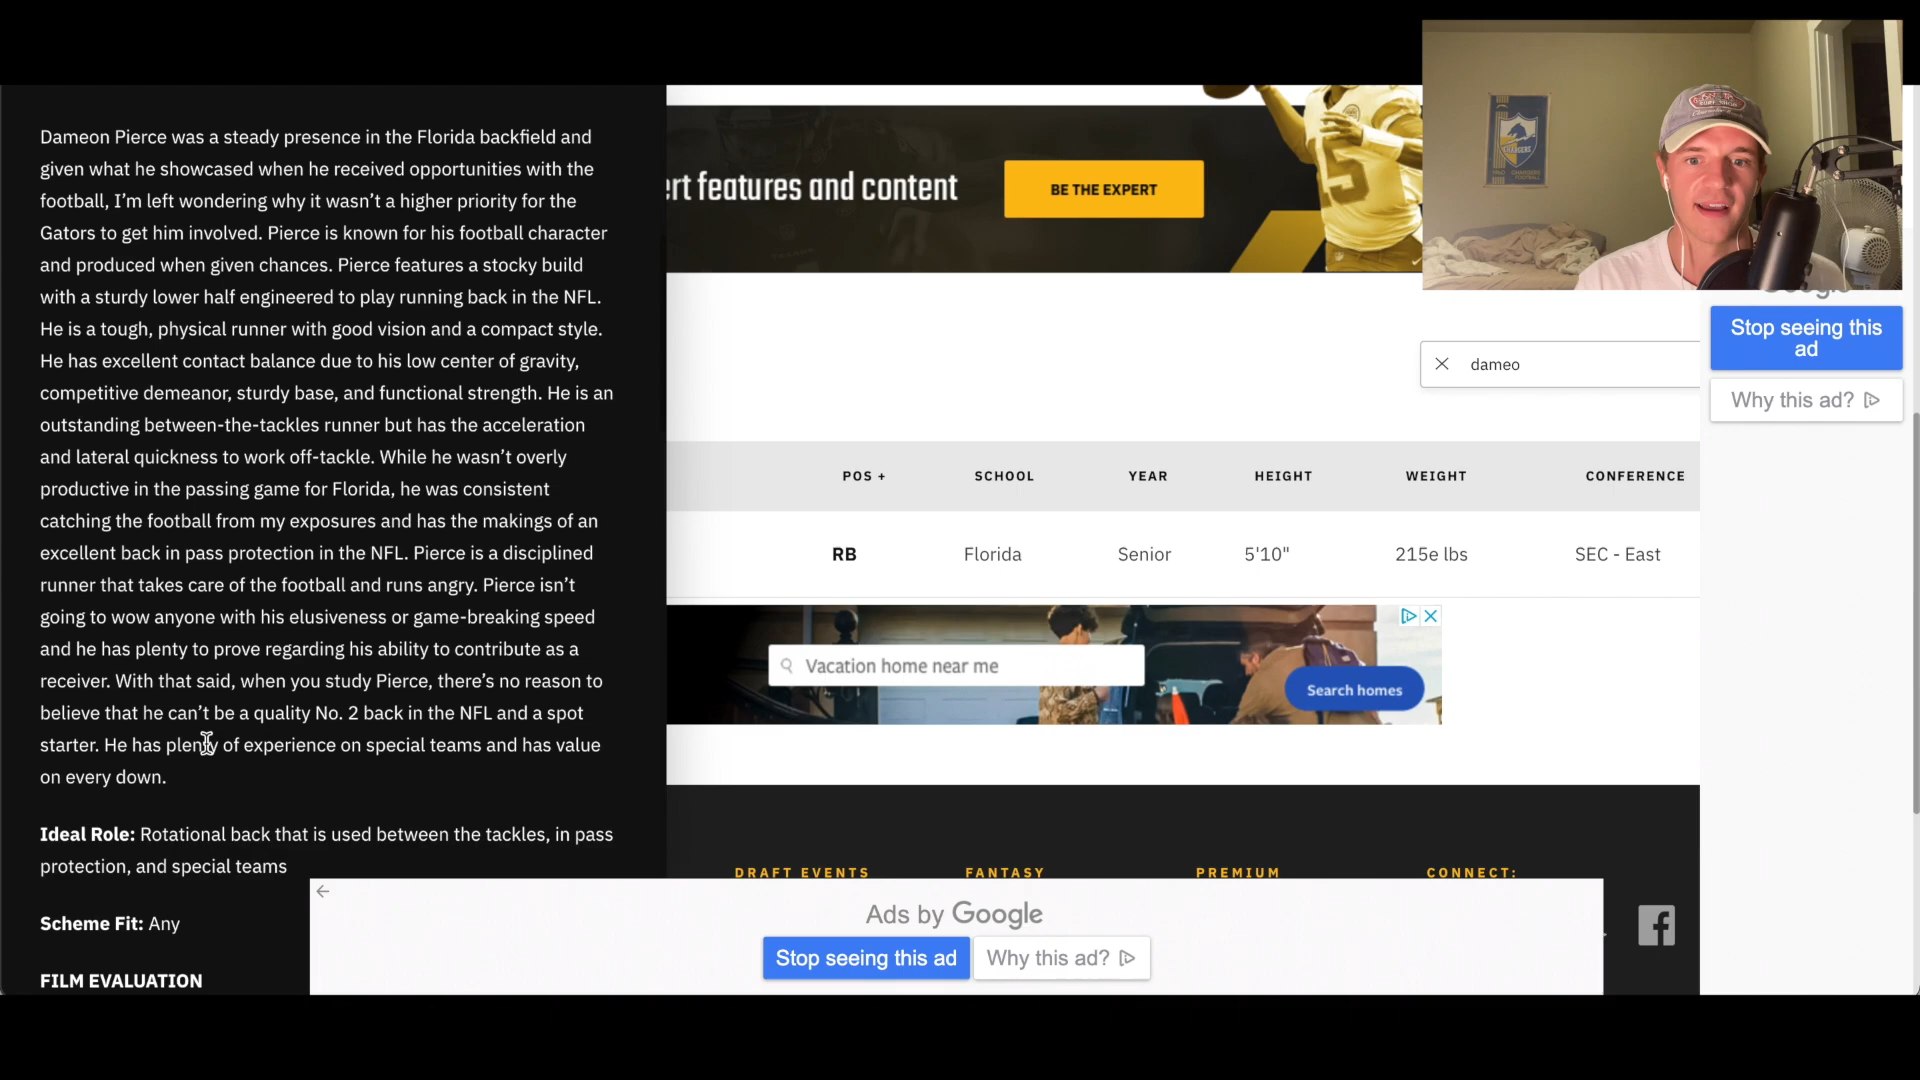 Dameon Pierce was a steady presence in the Florida backfield and
given what he showcased when he received opportunities with the
football, I'm left wondering why it wasn't a higher priority for the
Gators to get him involved. Pierce is known for his football character
and produced when given chances. Pierce features a stocky build
with a sturdy lower half engineered to play running back in the NFL.
He is a tough, physical runner with good vision and a compact style.
He has excellent contact balance due to his low center of gravity,
competitive demeanor, sturdy base, and functional strength. He is an
outstanding between-the-tackles runner but has the acceleration
and lateral quickness to work off-tackle. While he wasn't overly
productive in the passing game for Florida, he was consistent
catching the football from my exposures and has the makings of an
excellent back in pass protection in the NFL. Pierce is a disciplined
runner that takes care of the football and runs angry. Pierce isn't
going to wow anyone with his elusiveness or game-breaking speed
and he has plenty to prove regarding his ability to contribute as a
receiver. With that said, when you study Pierce, there's no reason to
believe that he can't be a quality No. 2 back in the NFL and a spot
starter. He has plenty of experience on special teams and has value
on every down.
Ideal Role: Rotational back that is used between the tackles, in pass
protection, and special teams
Scheme Fit: Any
FILM EVALUATION
ert features and content
BE THE EXPERT
15
CHARGERS
Stop seeing this
ad
Why this ad?
dameo
POS + SCHOOL YEAR HEIGHT WEIGHT CONFERENCE
RB Florida Senior 5'10" 215e lbs SEC - East
Vacation home near me
Search homes
DRAFT EVENTS FANTASY PREMIUM CONNECT:
Ads by Google
Stop seeing this ad Why this ad?